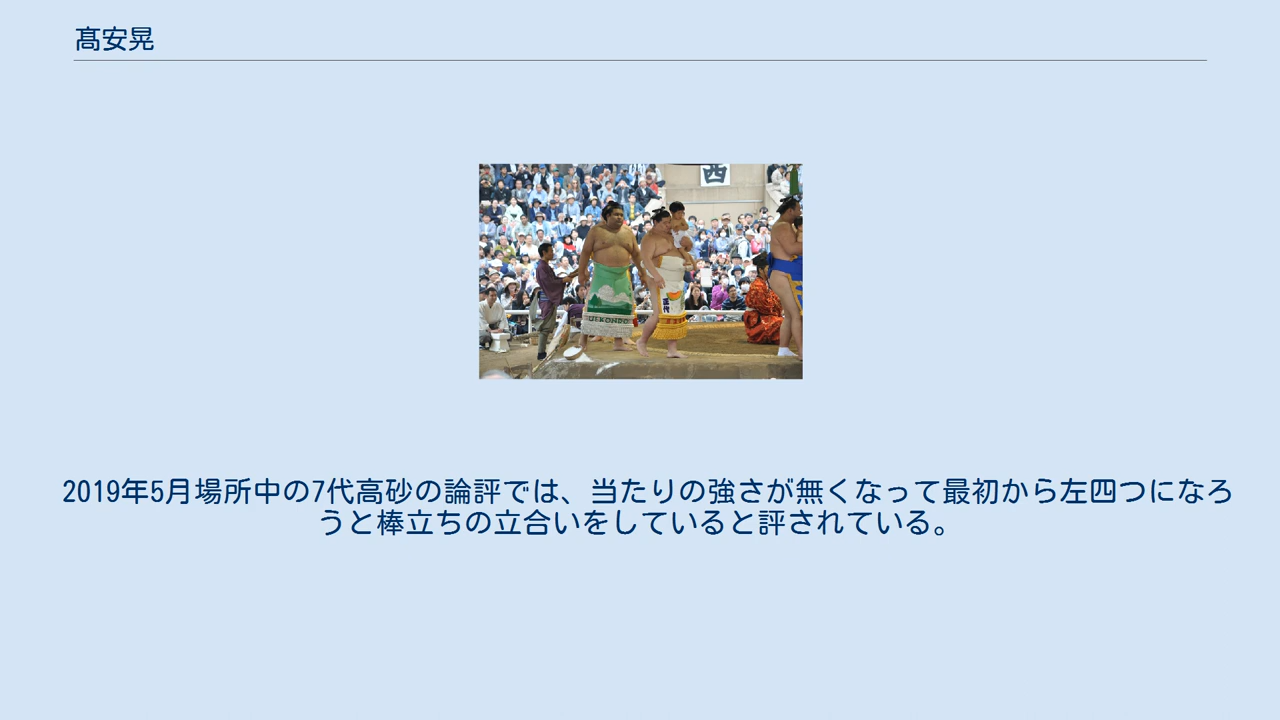 髙安晃
西
UEKONDO
2019年5月場所中の7代高砂の論評では、当たりの強さが無くなって最初から左四つになろ
うと棒立ちの立合いをしていると評されている。